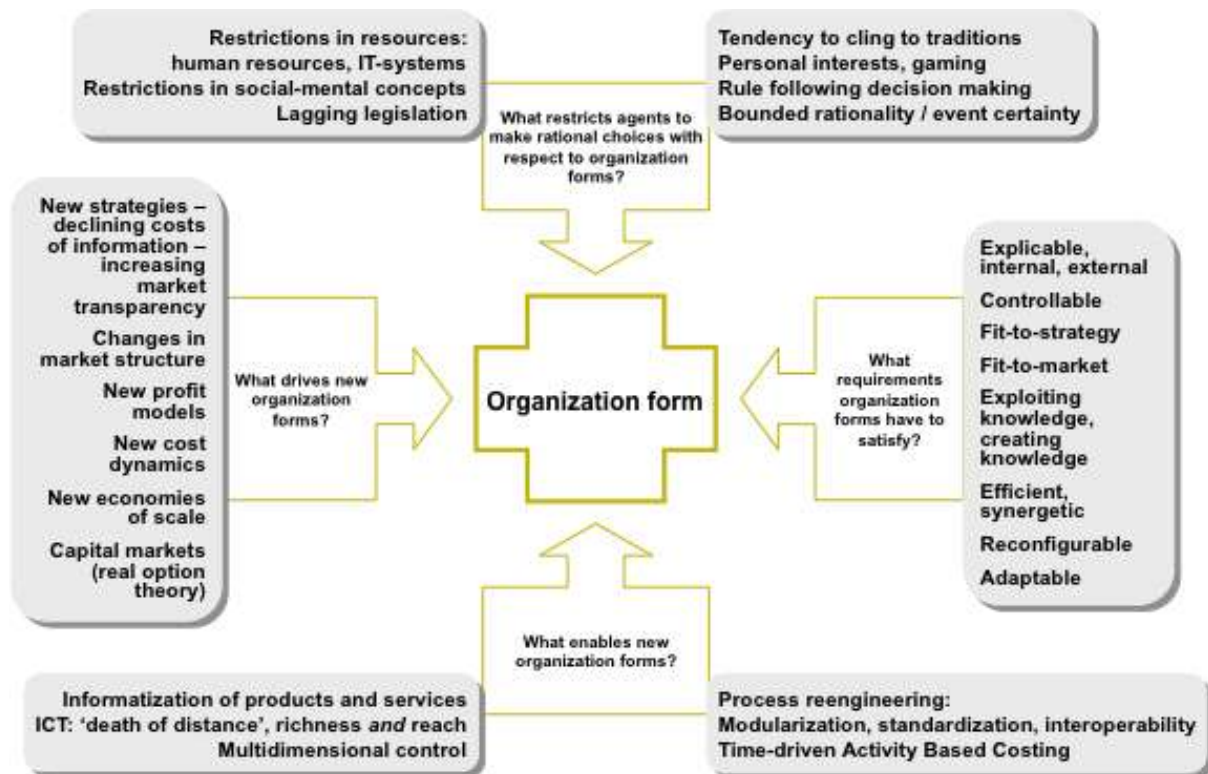 Restrictions in resources:
human resources, IT-systems
Restrictions in social-mental concepts
Lagging legislation
Tendency to cling to traditions
Personal interests, gaming
Rule following decision making
Bounded rationality / event certainty
What restricts agents to
make rational choices with
respect to organization
forms?
New strategies –
declining costs
of information –
increasing
market
transparency
Changes in
market structure
New profit
models
New cost
dynamics
New economies
of scale
Capital markets
(real option
theory)
What drives new
organization
forms?
Organization form
What
requirements
organization
forms have to
satisfy?
Explicable,
internal, external
Controllable
Fit-to-strategy
Fit-to-market
Exploiting
knowledge,
creating
knowledge
Efficient,
synergetic
Reconfigurable
Adaptable
What enables new
organization forms?
Informatization of products and services
ICT: ‘death of distance’, richness and reach
Multidimensional control
Process reengineering:
Modularization, standardization, interoperability
Time-driven Activity Based Costing